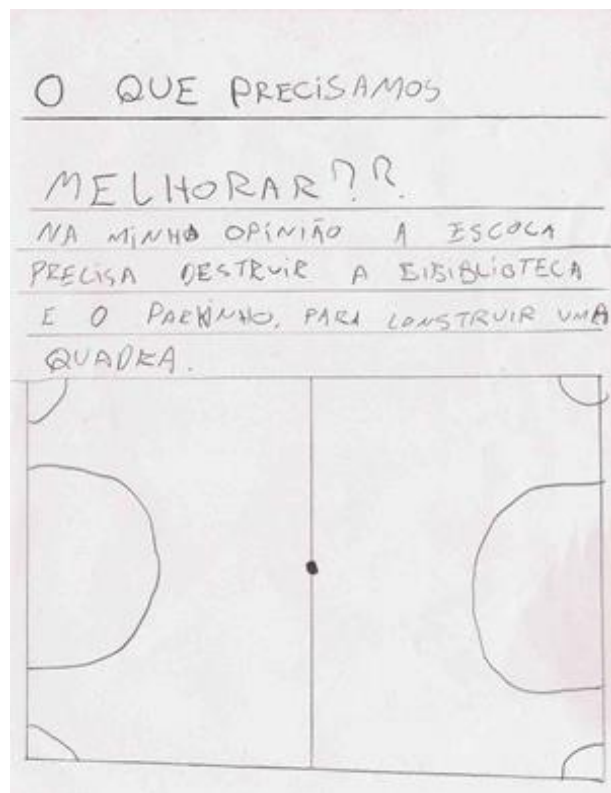 O QUE PRECISAMOS
MELHORAR??
NA MINHA OPINIÃO A ESCOLA
PRECISA DESTRUIR A BIBIBLIOTECA
E O PARKINHO, PARA CONSTRUIR UMA
QUADRA.